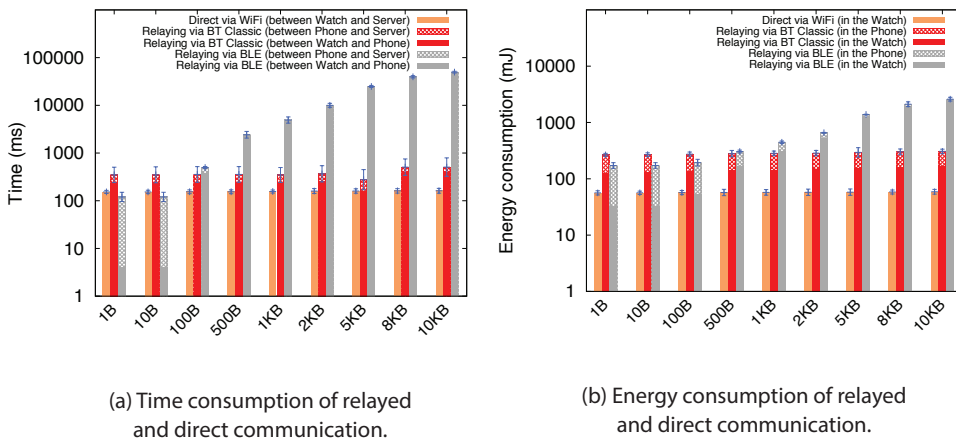 Direct via WiFi (between Watch and Server)
Relaying via BT Classic (between Phone and Server)
Relaying via BT Classic (between Watch and Phone)
Relaying via BLE (between Phone and Server)
Relaying via BLE (between Watch and Phone)
Time (ms)
100000
10000
1000
100
10
1
1B
10B
100B
500B
1KB
2KB
5KB
8KB
10KB
(a) Time consumption of relayed
and direct communication.
Direct via WiFi (in the Watch)
Relaying via BT Classic (in the Phone)
Relaying via BT Classic (in the Watch)
Relaying via BLE (in the Phone)
Relaying via BLE (in the Watch)
Energy consumption (mJ)
10000
1000
100
10
1
1B
10B
100B
500B
1KB
2KB
5KB
8KB
10KB
(b) Energy consumption of relayed
and direct communication.